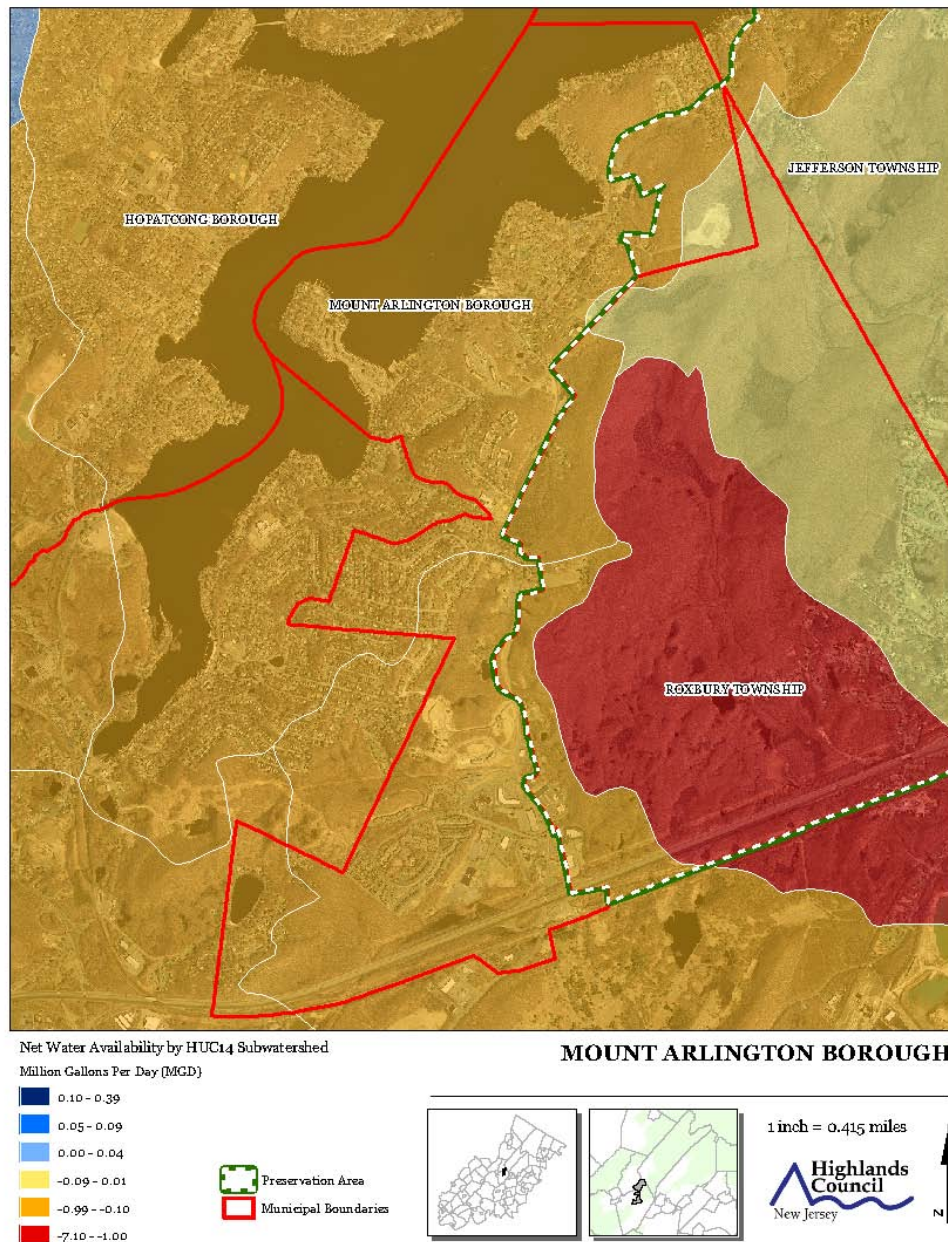 JEFFERSON TOWNSHIP
HOPATCONG BOROUGH
MOUNT ARLINGTON BOROUGH
ROXBURY TOWNSHIP
Net Water Availability by HUC14 Subwatershed
Million Gallons Per Day (MGD)
0.10 - 0.39
0.05 - 0.09
0.00 - 0.04
-0.09 - 0.01
-0.99 - -0.10
-7.10 - -1.00
Preservation Area
Municipal Boundaries
MOUNT ARLINGTON BOROUGH
1 inch = 0.415 miles
Highlands
Council
New Jersey
N